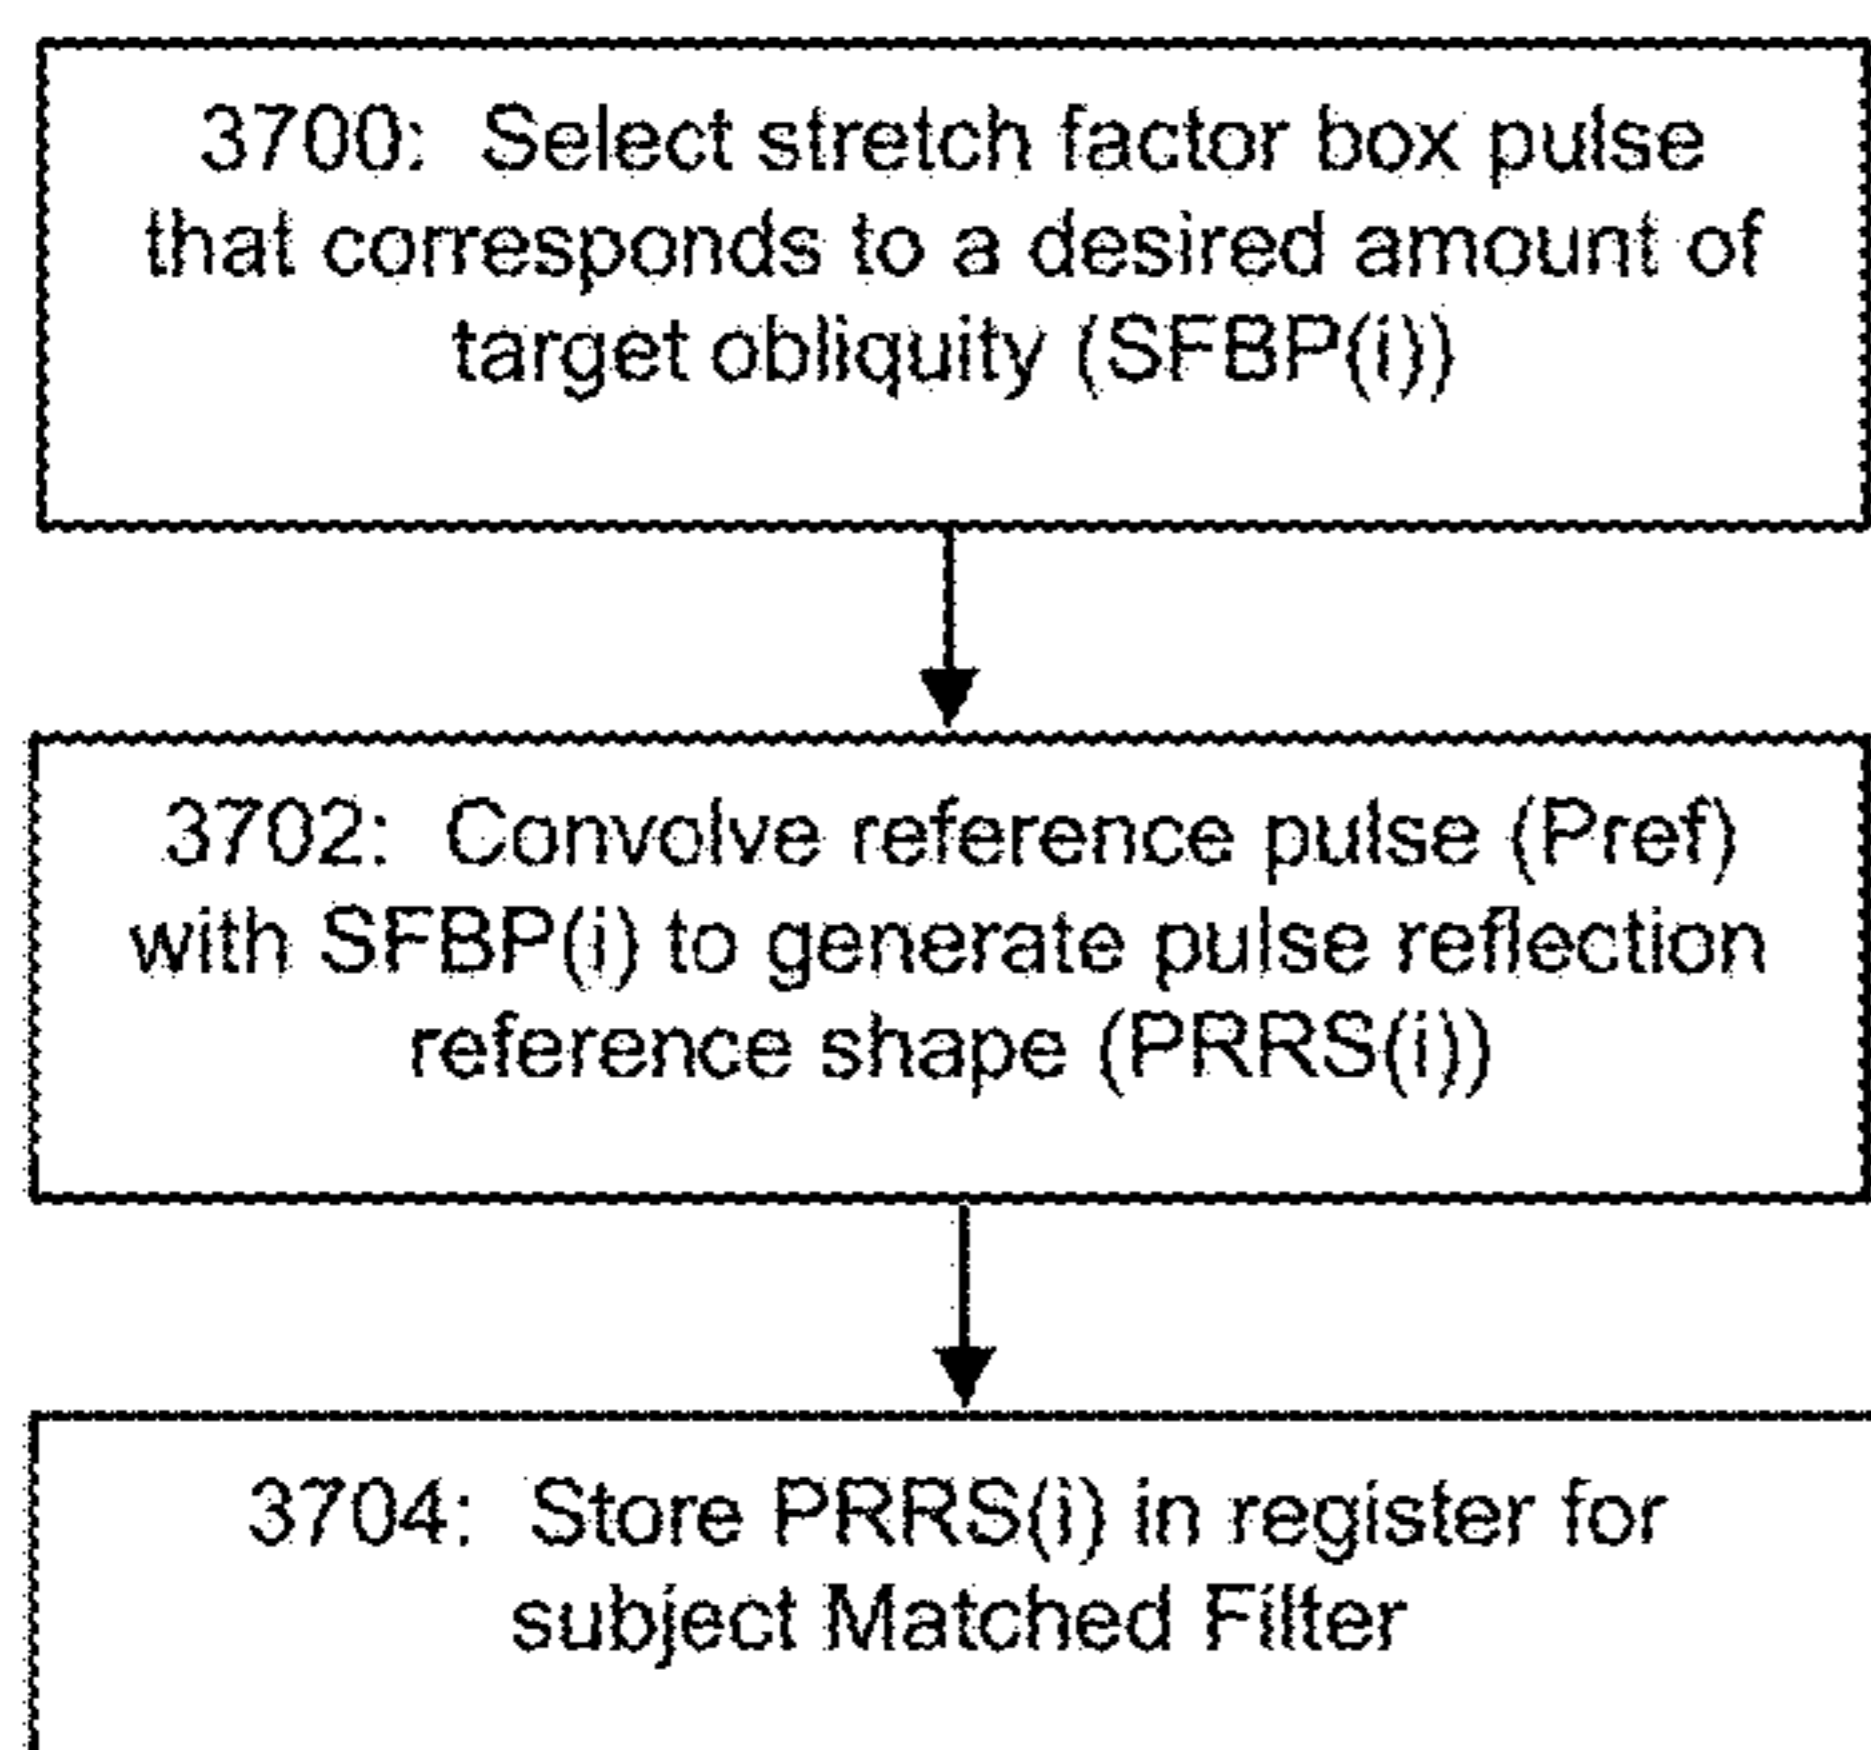 3700: Select stretch factor box pulse
that corresponds to a desired amount of
target obliquity (SFBP(i))
3702: Convolve reference pulse (Pref)
with SFBP(i) to generate pulse reflection
reference shape (PRRS(i))
3704: Store PRRS(i) in register for
subject Matched Filter